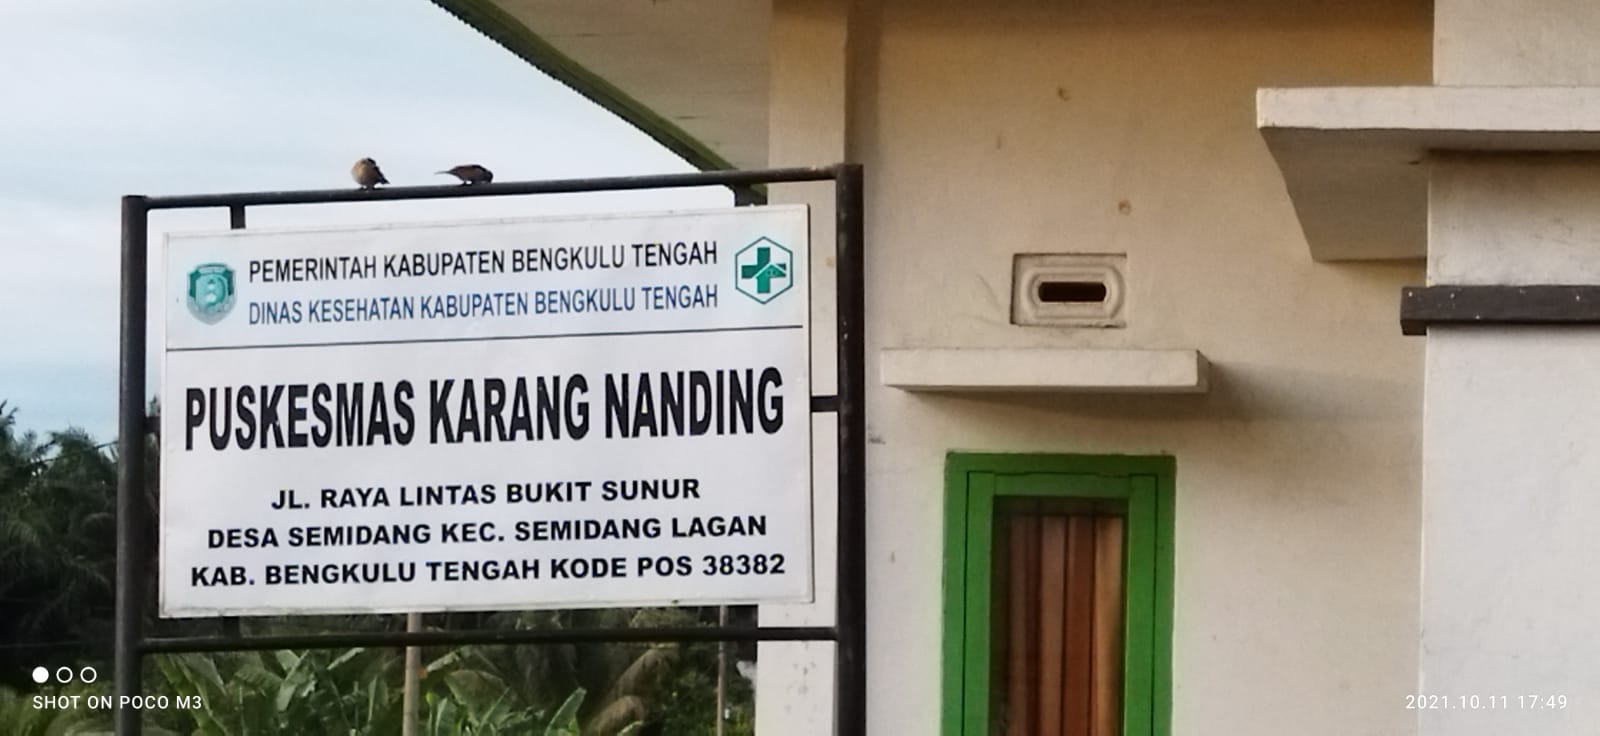 PEMERINTAH KABUPATEN BENGKULU TENGAH
DINAS KESEHATAN KABUPATEN BENGKULU TENGAH
PUSKESMAS KARANG NANDING
JL. RAYA LINTAS BUKIT SUNUR
DESA SEMIDANG KEC. SEMIDANG LAGAN
KAB. BENGKULU TENGAH KODE POS 38382
SHOT ON POCO M3
2021.10.11 17:49